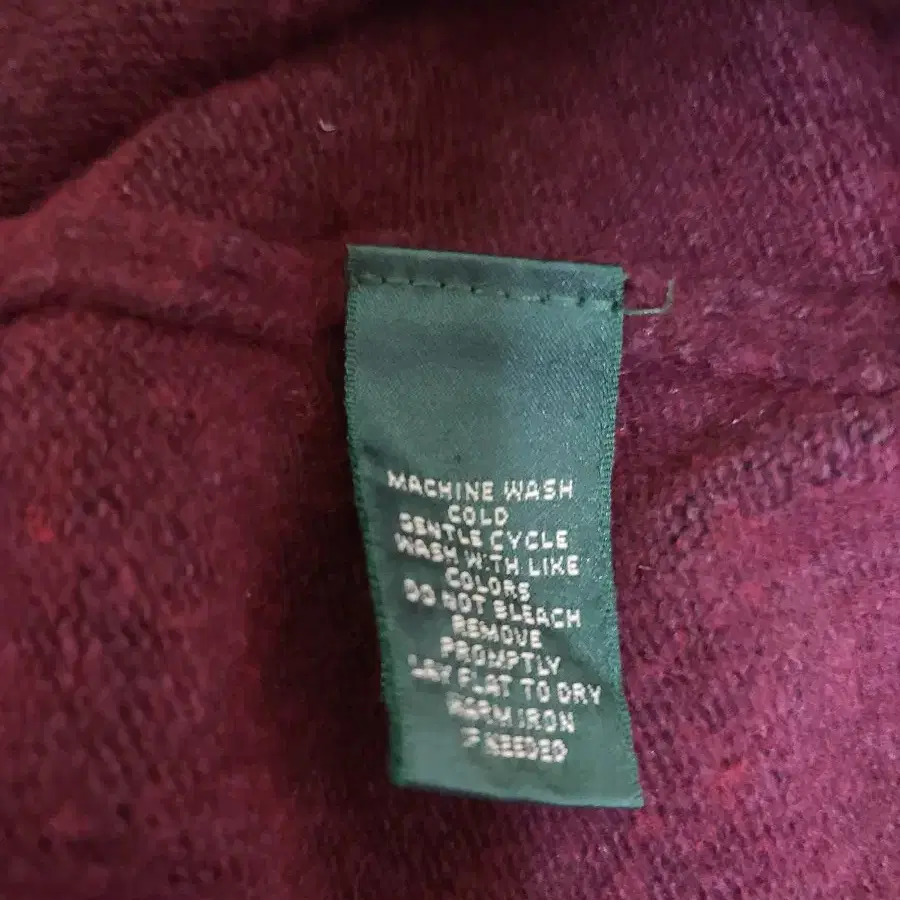 MACHINE WASH
COLD
GENTLE CYCLE
WASH WITH LIKE
COLORS
DO NOT BLEACH
REMOVE
PROMPTLY
LAY FLAT TO DRY
WARM IRON
IF NEEDED